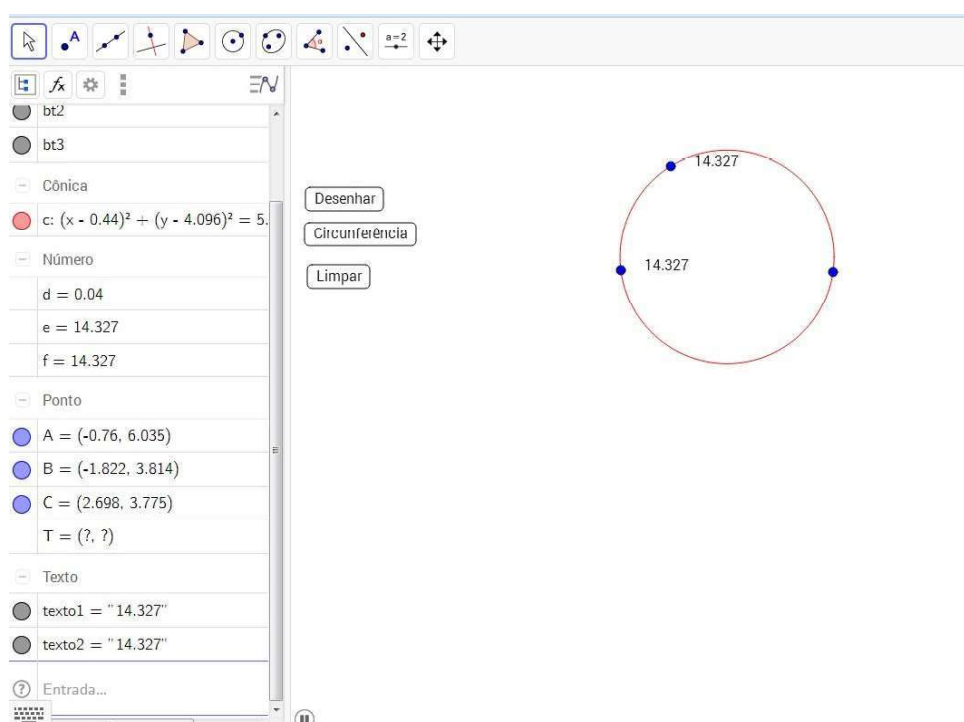 A
a=2
fx
bt2
bt3
Cônica
c: (x - 0.44)² + (y - 4.096)² = 5.
Número
d = 0.04
e = 14.327
f = 14.327
Ponto
A = (-0.76, 6.035)
B = (-1.822, 3.814)
C = (2.698, 3.775)
T = (?, ?)
Texto
texto1 = "14.327"
texto2 = "14.327"
? Entrada...
Desenhar
Circunferência
Limpar
14.327
14.327